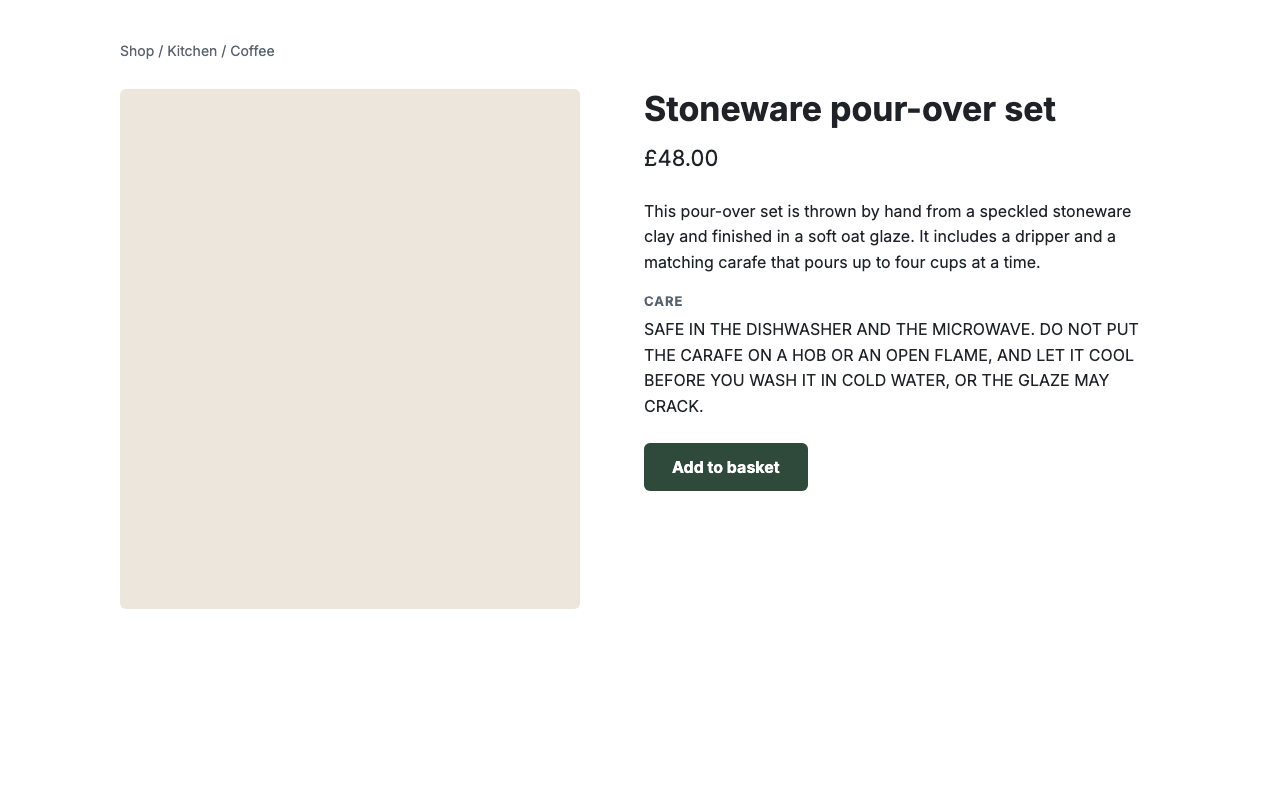 Shop / Kitchen / Coffee
Stoneware pour-over set
£48.00
This pour-over set is thrown by hand from a speckled stoneware
clay and finished in a soft oat glaze. It includes a dripper and a
matching carafe that pours up to four cups at a time.
CARE
SAFE IN THE DISHWASHER AND THE MICROWAVE. DO NOT PUT
THE CARAFE ON A HOB OR AN OPEN FLAME, AND LET IT COOL
BEFORE YOU WASH IT IN COLD WATER, OR THE GLAZE MAY
CRACK.
Add to basket